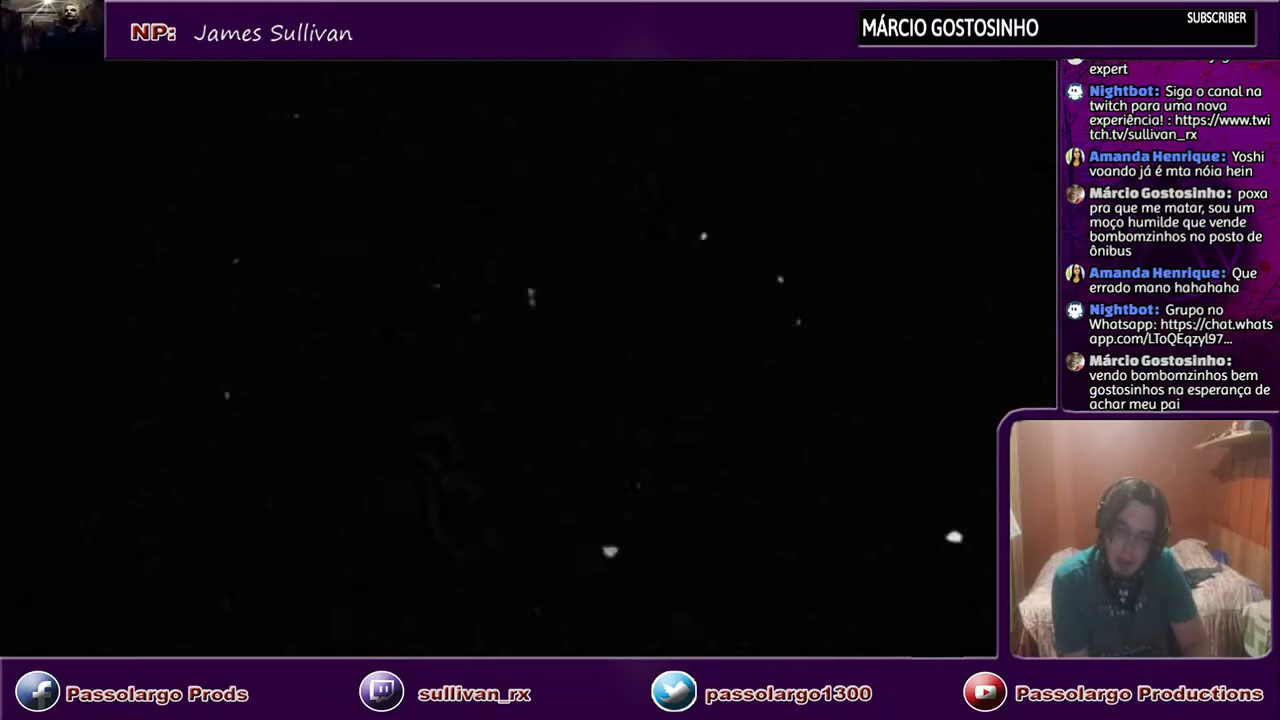 NP: James Sullivan
MÁRCIO GOSTOSINHO
SUBSCRIBER
expert
Nightbot: Siga o canal na
twitch para uma nova
experiência! : https://www.twi
tch.tv/sullivan_rx
Amanda Henrique: Yoshi
voando já é mta nóia hein
Márcio Gostosinho: poxa
pra que me matar, sou um
moço humilde que vende
bombomzinhos no posto de
ônibus
Amanda Henrique: Que
errado mano hahahaha
Nightbot: Grupo no
Whatsapp: https://chat.whats
app.com/LToQEqzyl97...
Márcio Gostosinho:
vendo bombomzinhos bem
gostosinhos na esperança de
achar meu pai
Passolargo Prods
sullivan_rx
passolargo1300
Passolargo Productions